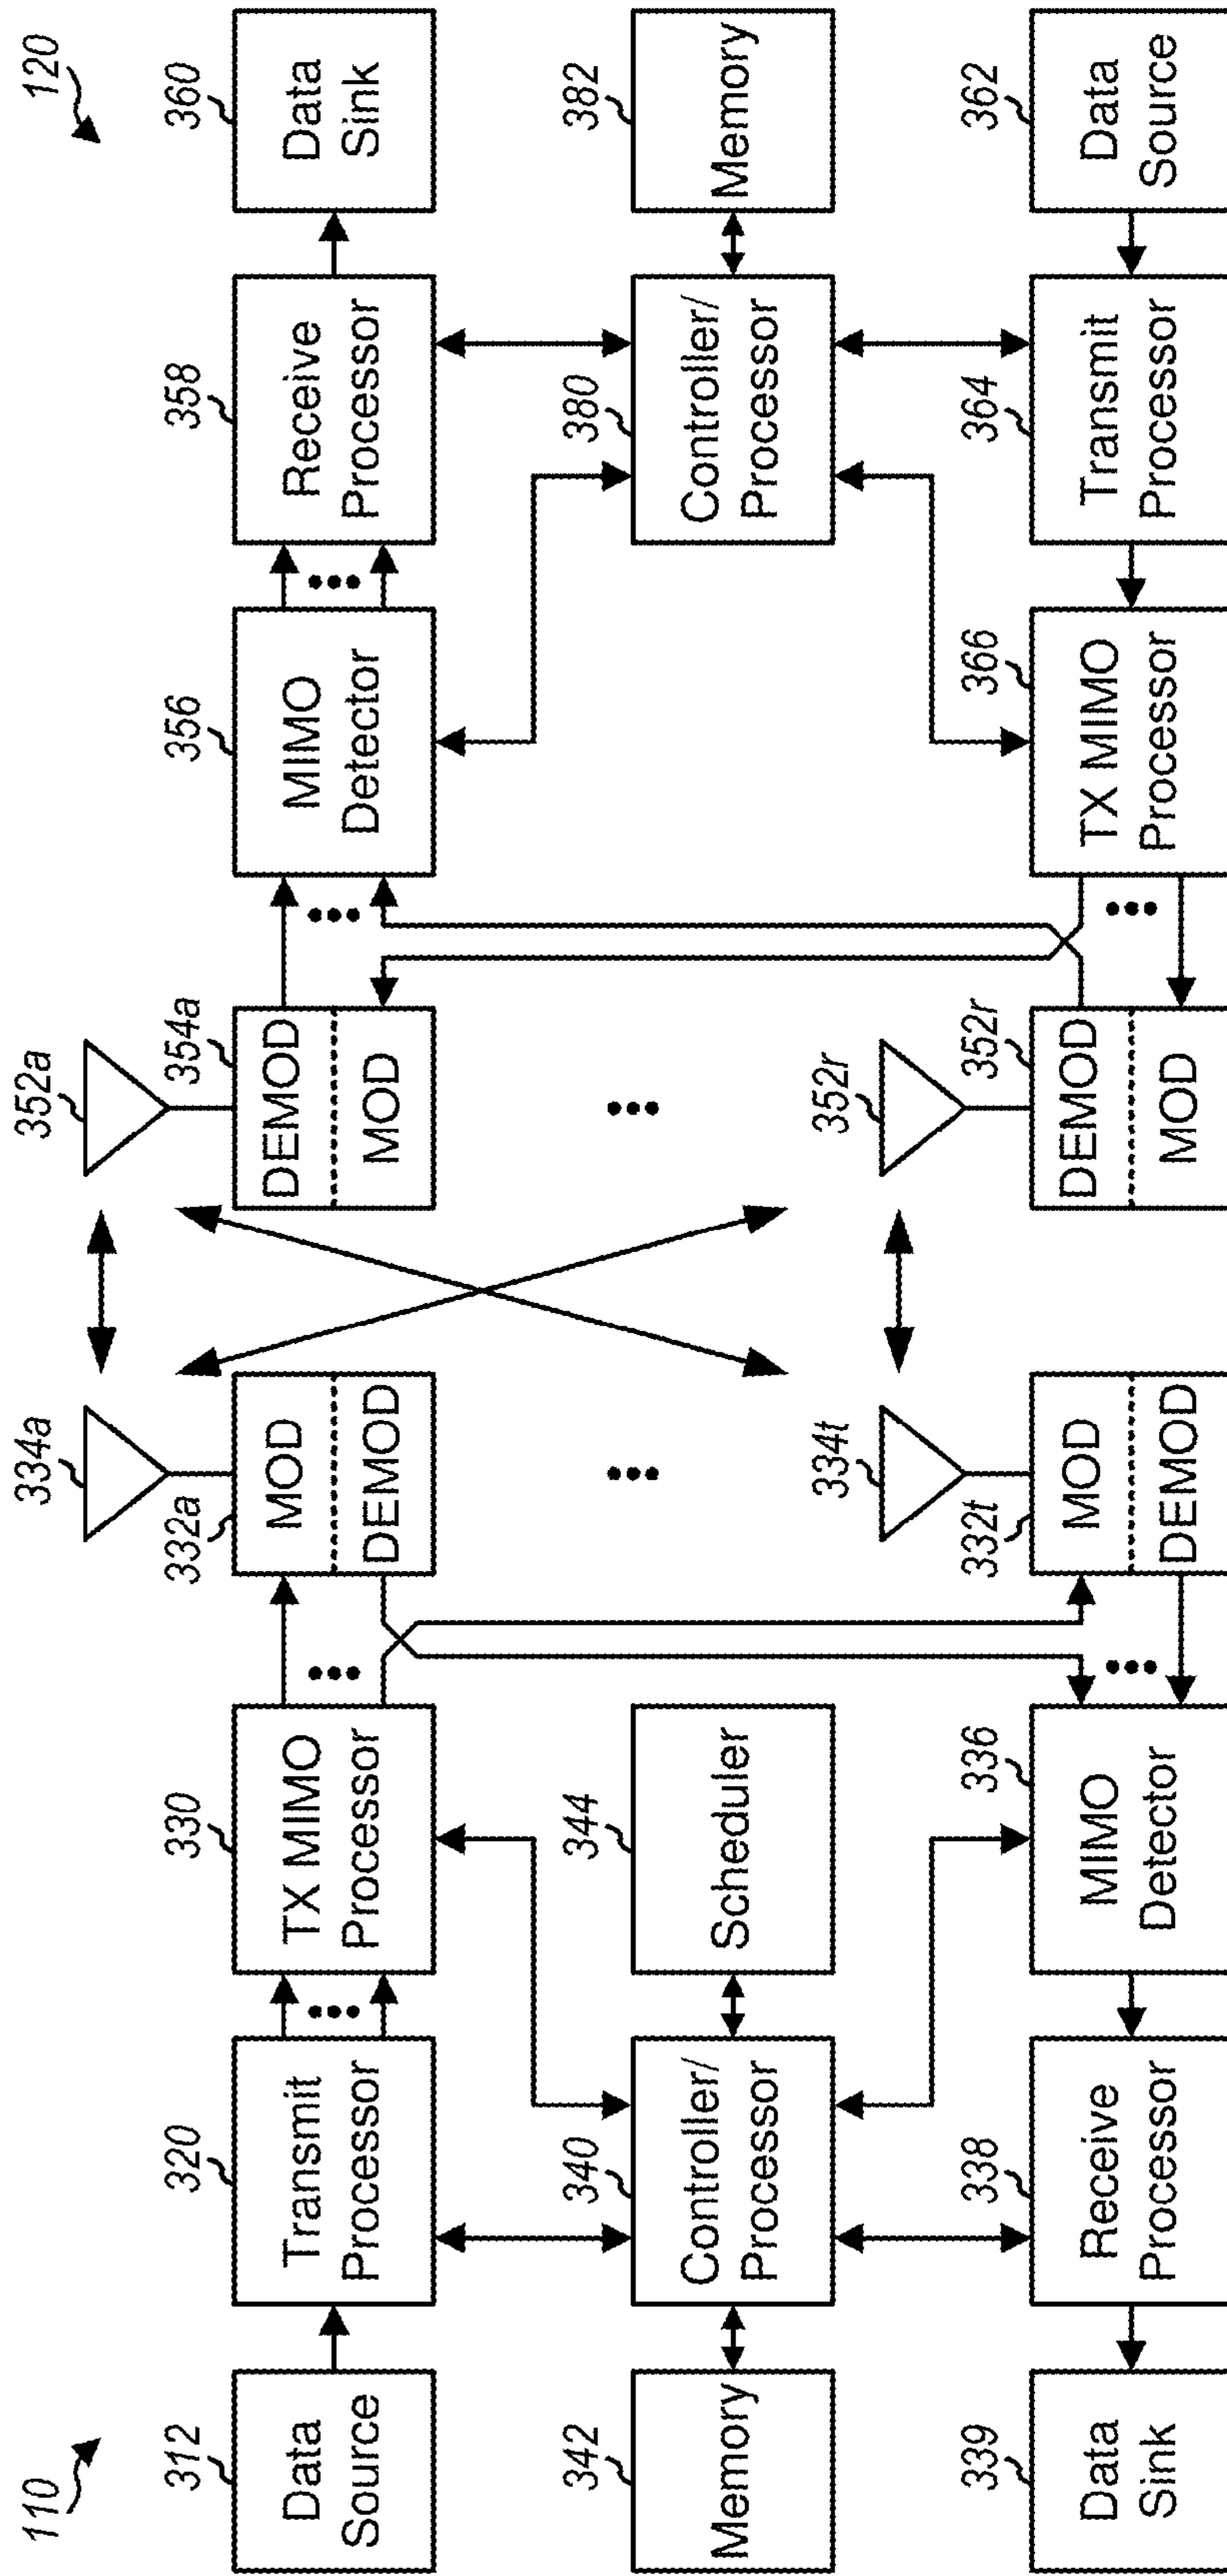 110
120
312
Data
Source
320
Transmit
Processor
330
TX MIMO
Processor
334a
332a
MOD
DEMOD
352a
354a
DEMOD
MOD
356
MIMO
Detector
358
Receive
Processor
360
Data
Sink
342
Memory
340
Controller/
Processor
344
Scheduler
380
Controller/
Processor
382
Memory
339
Data
Sink
338
Receive
Processor
336
MIMO
Detector
334t
332t
MOD
DEMOD
352r
352r
DEMOD
MOD
366
TX MIMO
Processor
364
Transmit
Processor
362
Data
Source